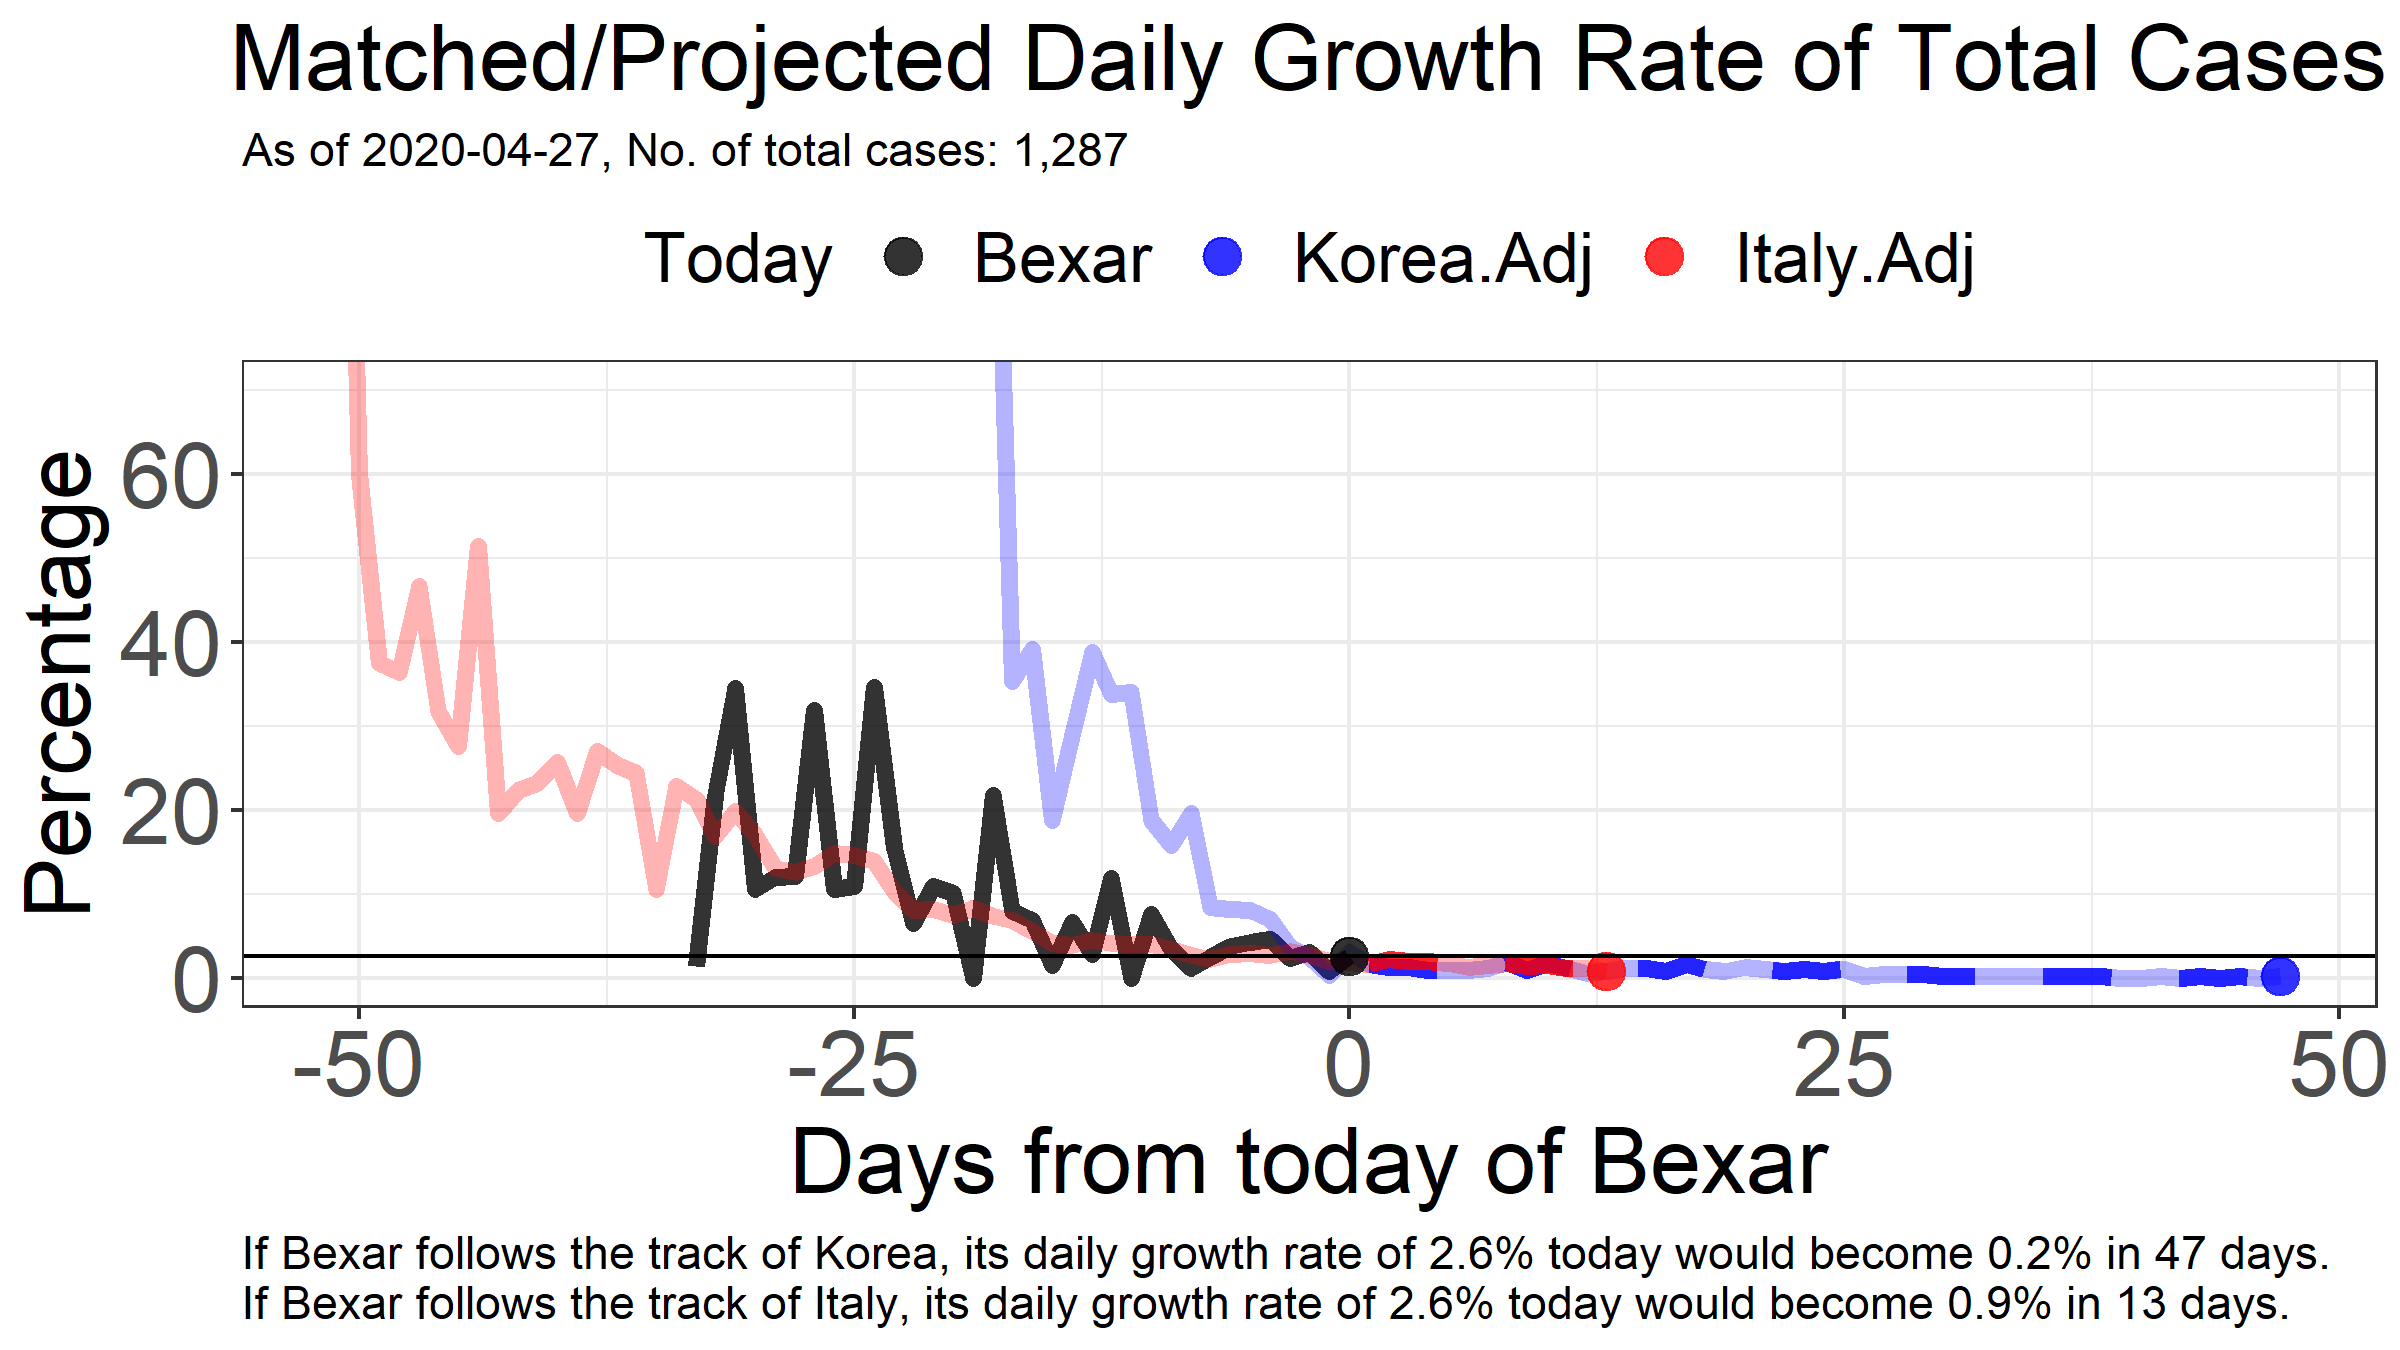 Matched/Projected Daily Growth Rate of Total Cases
As of 2020-04-27, No. of total cases: 1,287
Today Bexar Korea.Adj Italy.Adj
Percentage
60
40
20
0
-50 -25 0 25 50
Days from today of Bexar
If Bexar follows the track of Korea, its daily growth rate of 2.6% today would become 0.2% in 47 days.
If Bexar follows the track of Italy, its daily growth rate of 2.6% today would become 0.9% in 13 days.